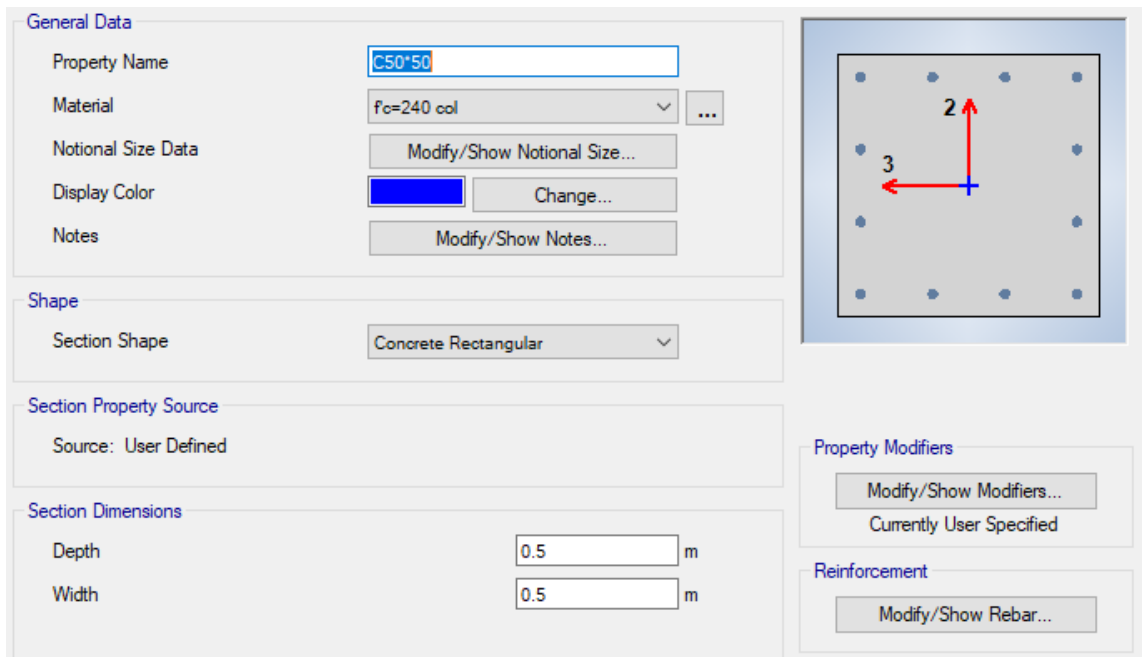 General Data
Property Name C50*50
Material f'c=240 col ...
Notional Size Data Modify/Show Notional Size...
Display Color Change...
Notes Modify/Show Notes...
2
3
Shape
Section Shape Concrete Rectangular
Section Property Source
Source: User Defined
Property Modifiers
Modify/Show Modifiers...
Currently User Specified
Section Dimensions
Depth 0.5 m
Width 0.5 m
Reinforcement
Modify/Show Rebar...